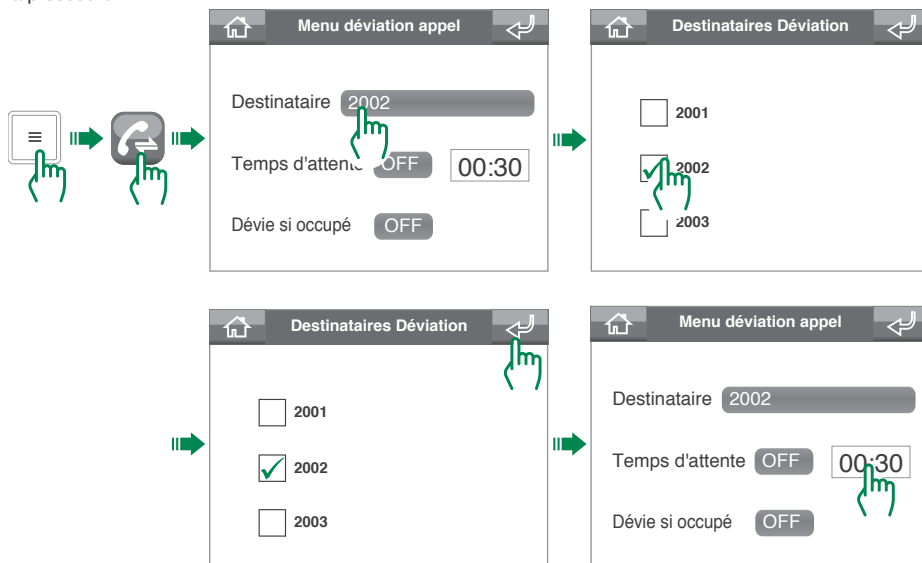 Menu déviation appel
Destinataire 2002
Temps d'attente OFF 00:30
Dévie si occupé OFF
Destinataires Déviation
2001
2002
2003
Destinataires Déviation
2001
2002
2003
Menu déviation appel
Destinataire 2002
Temps d'attente OFF 00:30
Dévie si occupé OFF